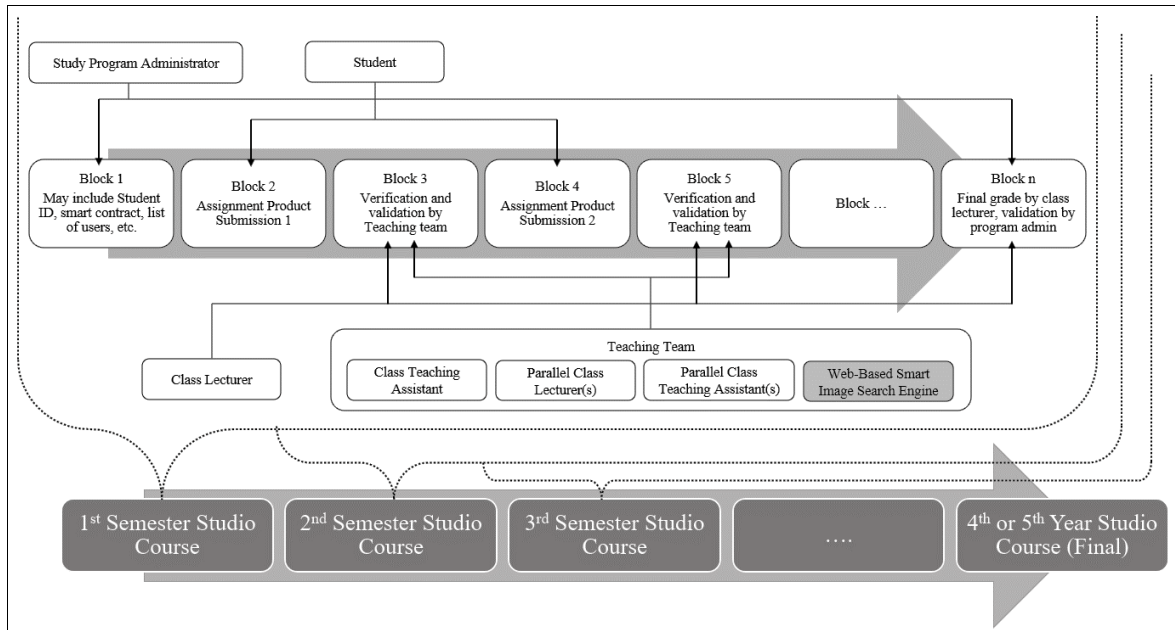 Study Program Administrator
Student
Block 1
May include Student
ID, smart contract, list
of users, etc.
Block 2
Assignment Product
Submission 1
Block 3
Verification and
validation by
Teaching team
Block 4
Assignment Product
Submission 2
Block 5
Verification and
validation by
Teaching team
Block …
Block n
Final grade by class
lecturer, validation by
program admin
Class Lecturer
Teaching Team
Class Teaching
Assistant
Parallel Class
Lecturer(s)
Parallel Class
Teaching Assistant(s)
Web-Based Smart
Image Search Engine
1st Semester Studio
Course
2nd Semester Studio
Course
3rd Semester Studio
Course
….
4th or 5th Year Studio
Course (Final)